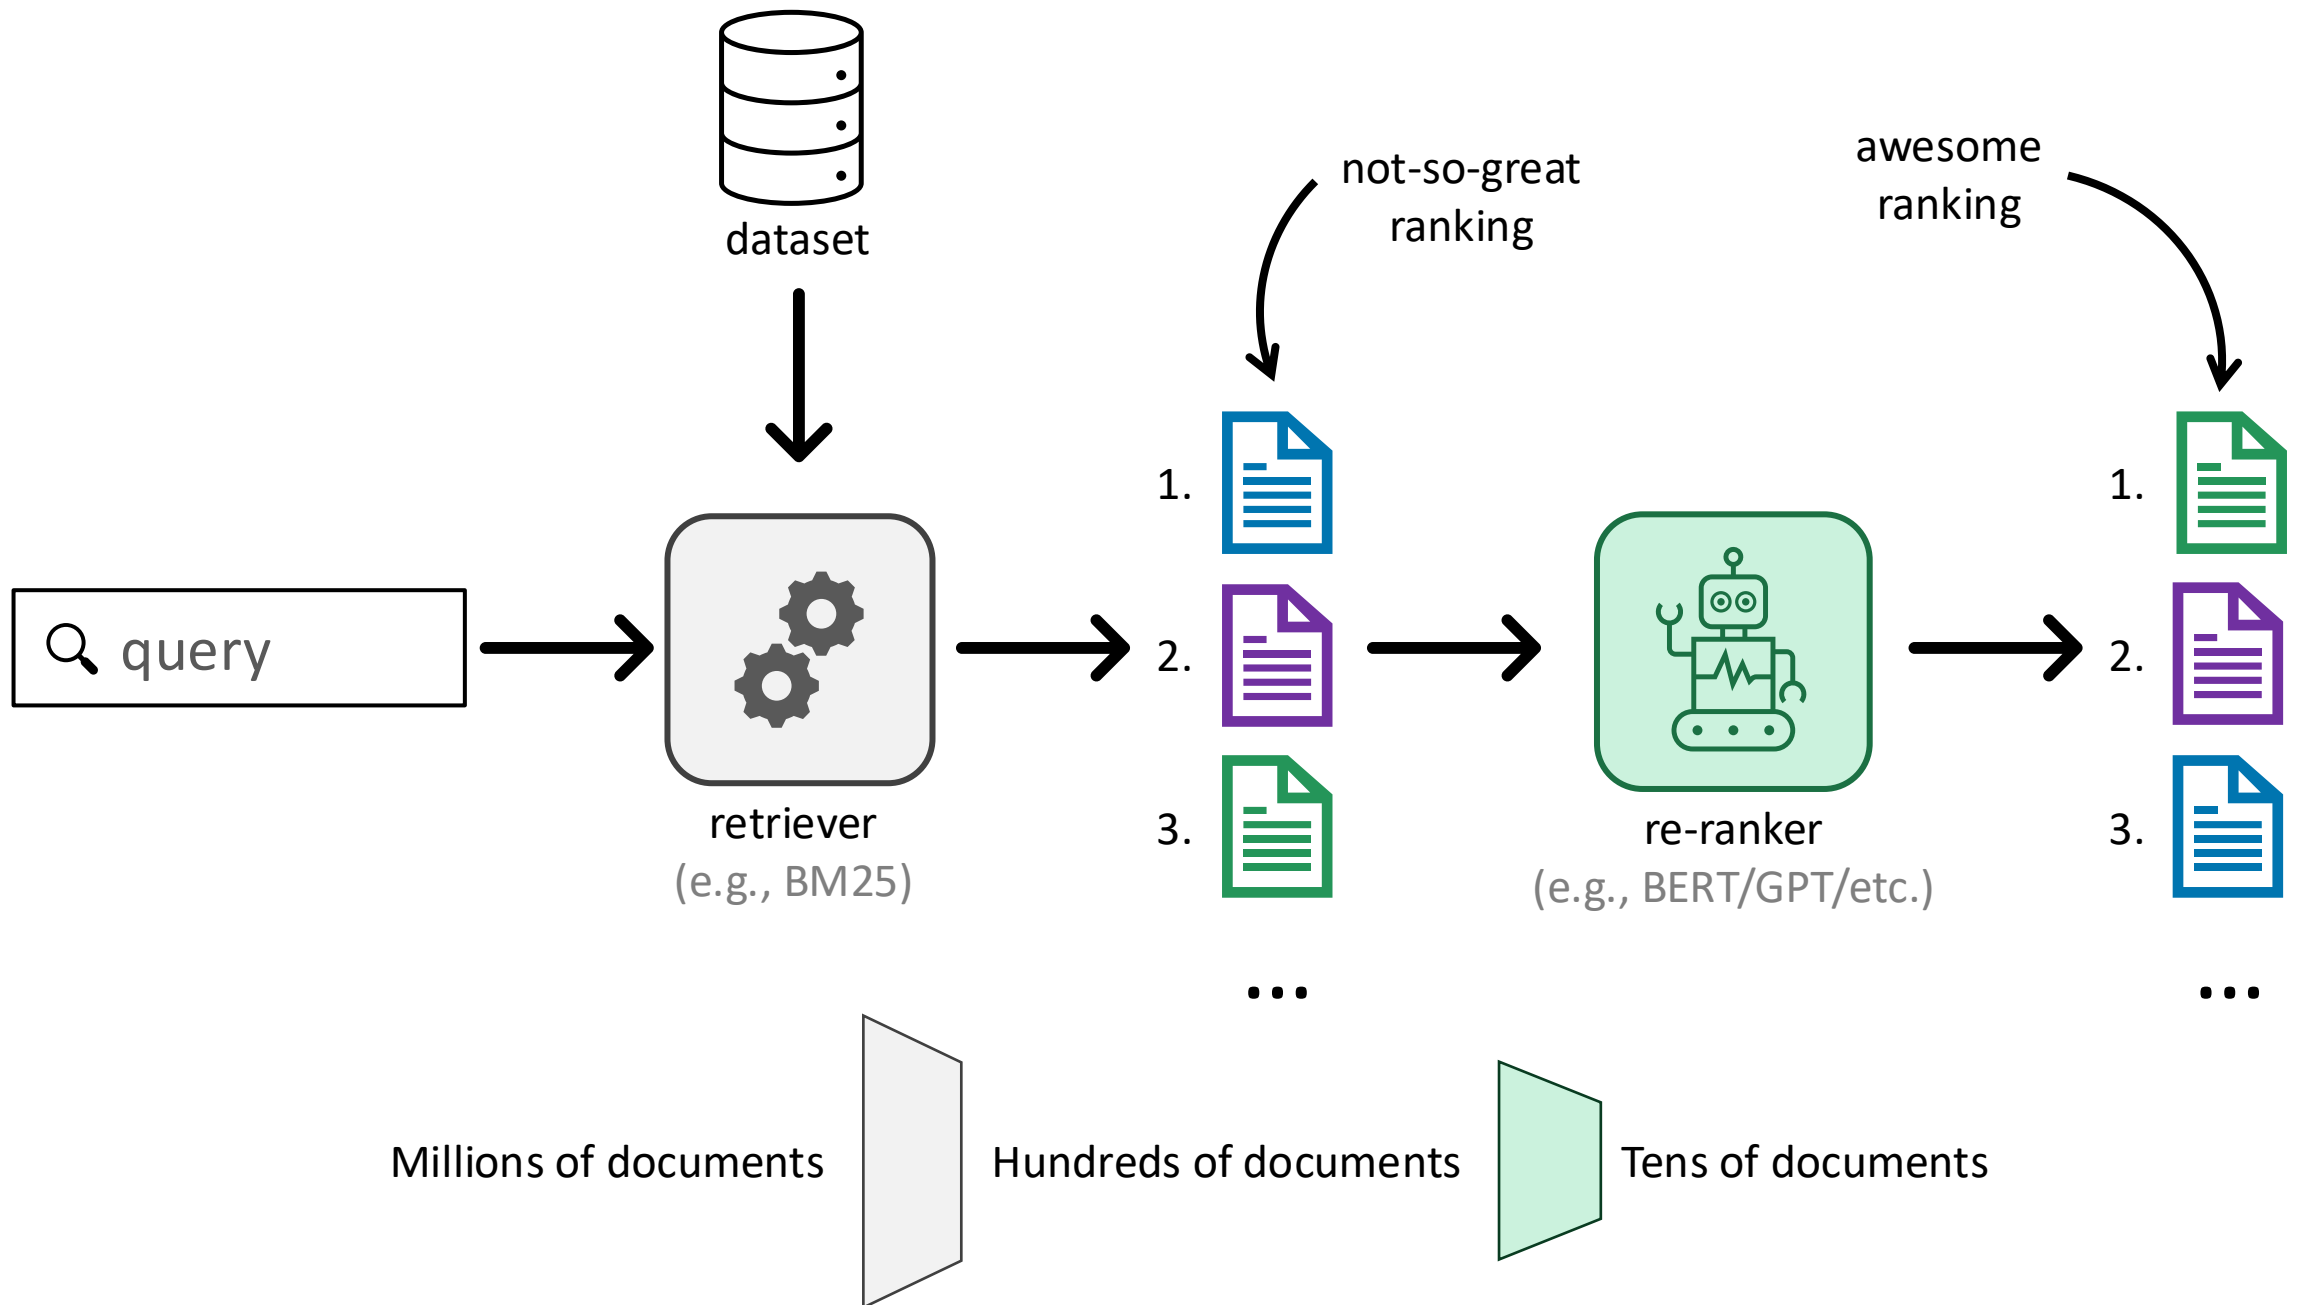 dataset
not-so-great
ranking
awesome
ranking
query
retriever
(e.g., BM25)
1.
2.
3.
...
re-ranker
(e.g., BERT/GPT/etc.)
1.
2.
3.
...
Millions of documents
Hundreds of documents
Tens of documents